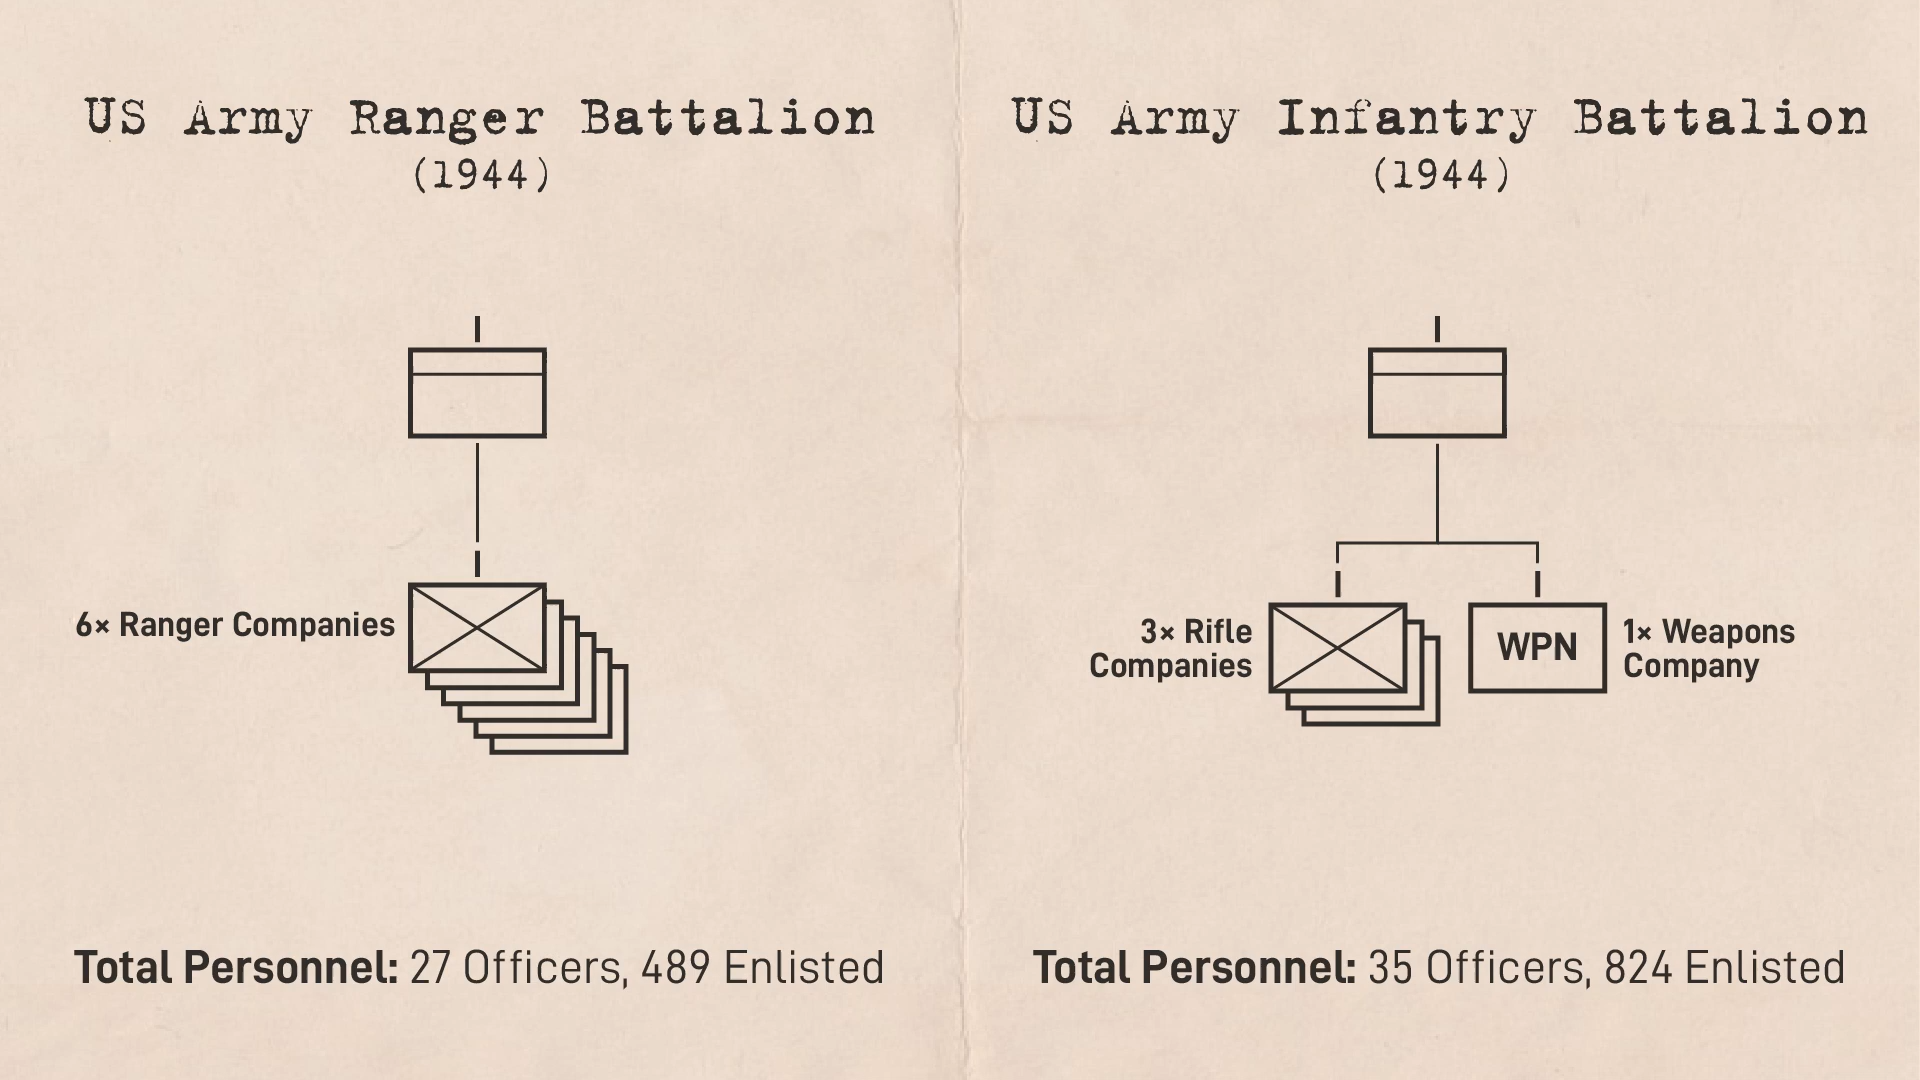 US Army Ranger Battalion
(1944)
6× Ranger Companies
Total Personnel: 27 Officers, 489 Enlisted
US Army Infantry Battalion
(1944)
3× Rifle
Companies
WPN
1× Weapons
Company
Total Personnel: 35 Officers, 824 Enlisted